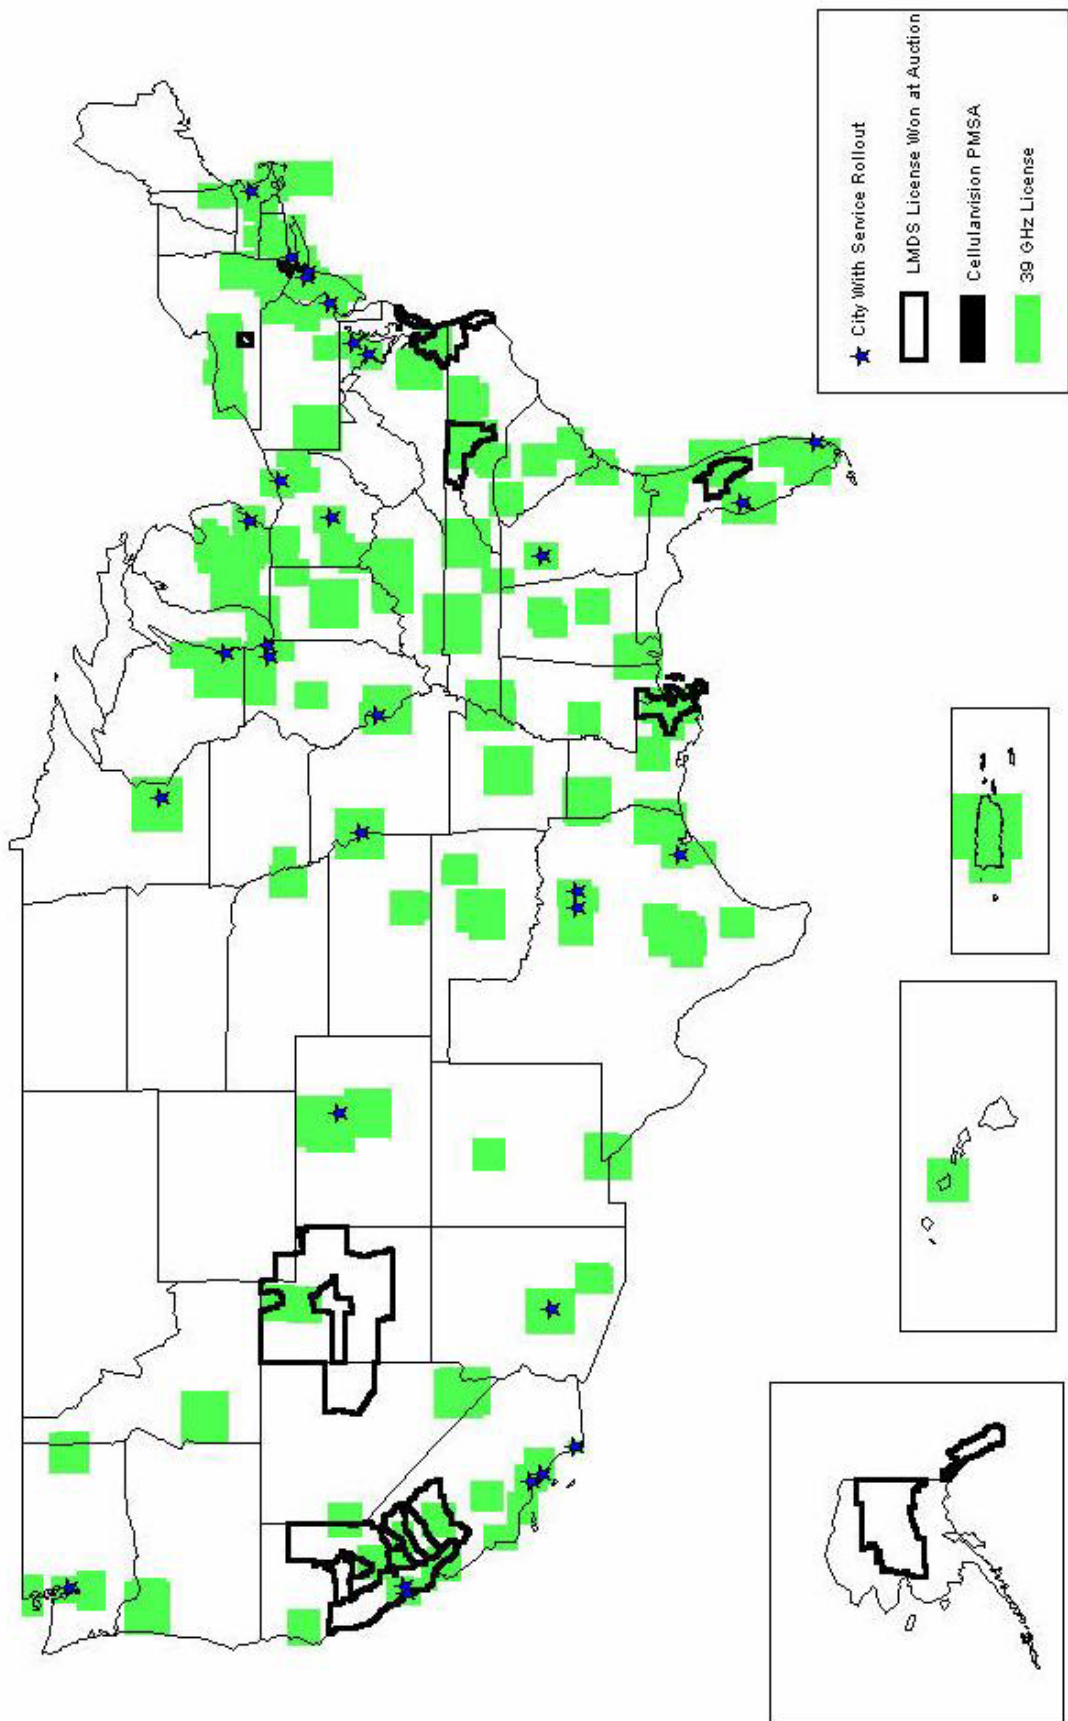 City With Service Rollout
LMDS License Won at Auction
Cellularvision PMSA
39 GHz License